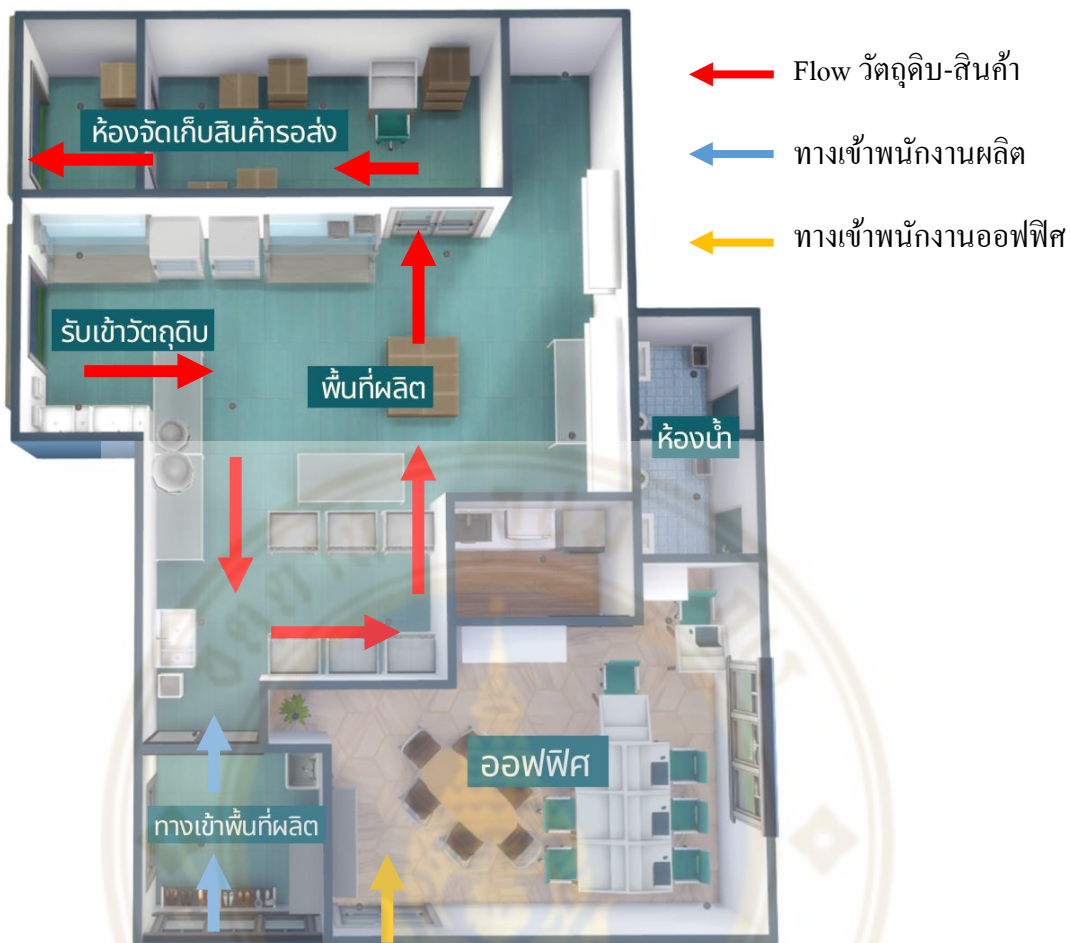 Flow วัตถุดิบ-สินค้า
ห้องจัดเก็บสินค้ารอส่ง
ทางเข้าพนักงานผลิต
ทางเข้าพนักงานออฟฟิศ
รับเข้าวัตถุดิบ
พื้นที่ผลิต
ห้องน้ำ
ออฟฟิศ
ทางเข้าพื้นที่ผลิต